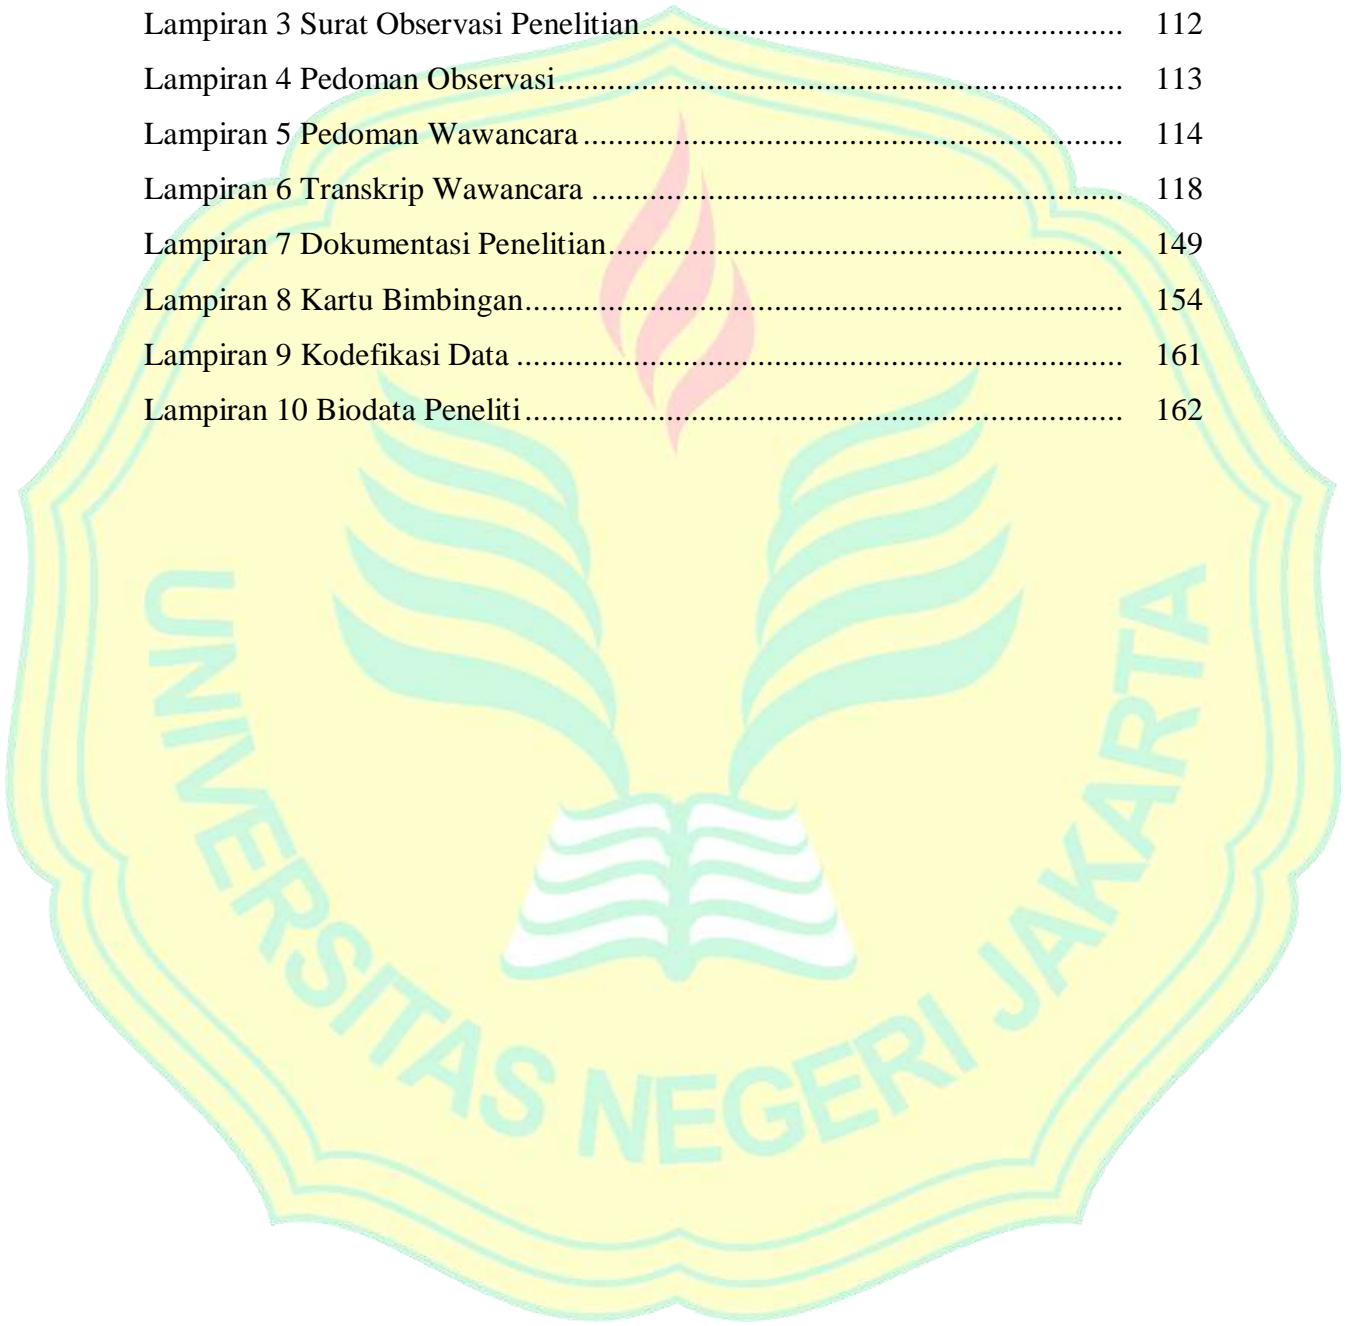 Lampiran 3 Surat Observasi Penelitian............................................................ 112
Lampiran 4 Pedoman Observasi...................................................................... 113
Lampiran 5 Pedoman Wawancara ................................................................... 114
Lampiran 6 Transkrip Wawancara .................................................................. 118
Lampiran 7 Dokumentasi Penelitian................................................................ 149
Lampiran 8 Kartu Bimbingan.......................................................................... 154
Lampiran 9 Kodefikasi Data ........................................................................... 161
Lampiran 10 Biodata Peneliti .......................................................................... 162
UNIVERSITAS NEGERI JAKARTA